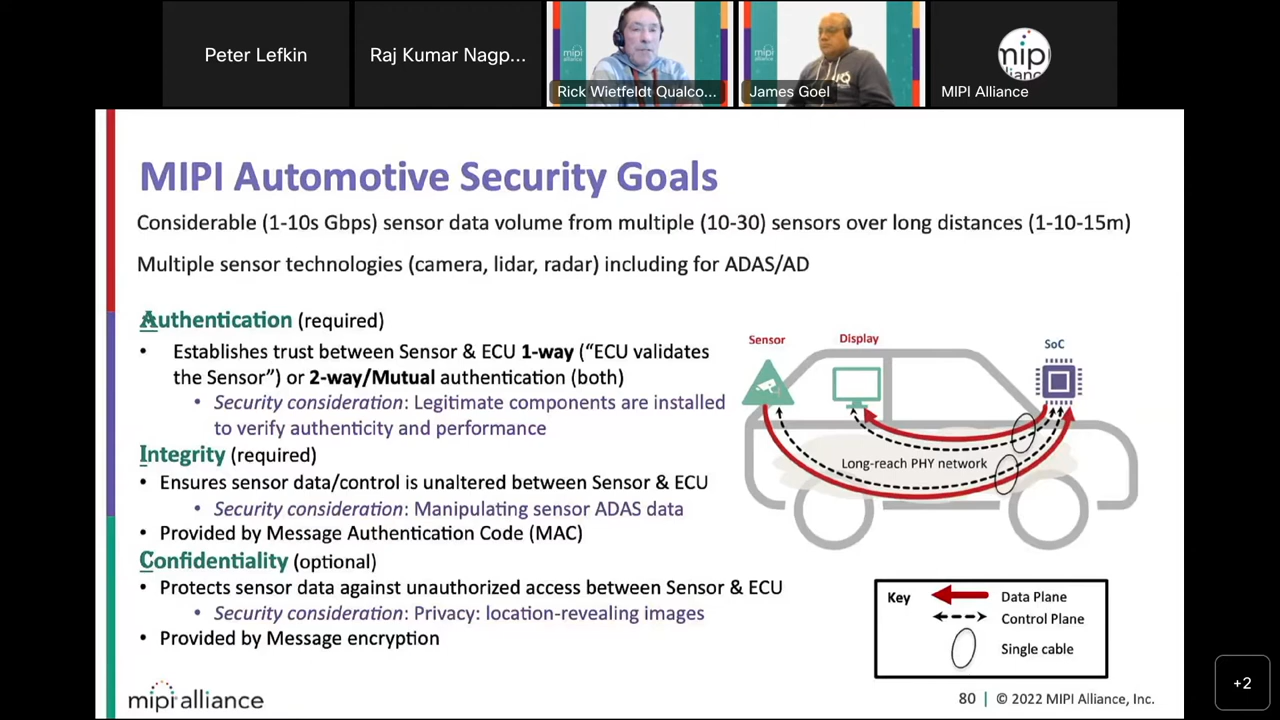 Peter Lefkin
Raj Kumar Nagp...
mipi
Rick Wietfeldt Qualco...
mipi
James Goel
mipi
MIPI Alliance
MIPI Automotive Security Goals
Considerable (1-10s Gbps) sensor data volume from multiple (10-30) sensors over long distances (1-10-15m)
Multiple sensor technologies (camera, lidar, radar) including for ADAS/AD
Authentication (required)
• Establishes trust between Sensor & ECU 1-way (“ECU validates
the Sensor”) or 2-way/Mutual authentication (both)
• Security consideration: Legitimate components are installed
to verify authenticity and performance
Integrity (required)
• Ensures sensor data/control is unaltered between Sensor & ECU
• Security consideration: Manipulating sensor ADAS data
• Provided by Message Authentication Code (MAC)
Confidentiality (optional)
• Protects sensor data against unauthorized access between Sensor & ECU
• Security consideration: Privacy: location-revealing images
• Provided by Message encryption
Sensor
Display
SoC
Long-reach PHY network
Key
Data Plane
Control Plane
Single cable
mipi alliance
80 | © 2022 MIPI Alliance, Inc.
+2